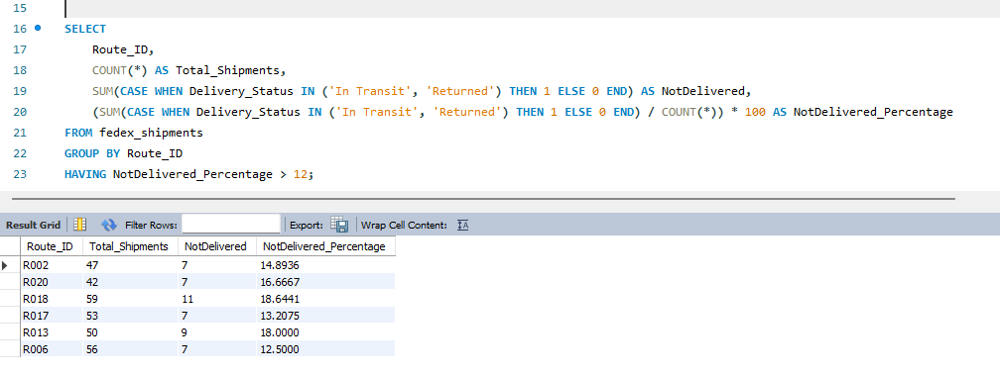 15
16 SELECT
17 Route_ID,
18 COUNT(*) AS Total_Shipments,
19 SUM(CASE WHEN Delivery_Status IN ('In Transit', 'Returned') THEN 1 ELSE 0 END) AS NotDelivered,
20 (SUM(CASE WHEN Delivery_Status IN ('In Transit', 'Returned') THEN 1 ELSE 0 END) / COUNT(*)) * 100 AS NotDelivered_Percentage
21 FROM fedex_shipments
22 GROUP BY Route_ID
23 HAVING NotDelivered_Percentage > 12;
Result Grid Filter Rows: Export: Wrap Cell Content: IA
Route_ID Total_Shipments NotDelivered NotDelivered_Percentage
R002 47 7 14.8936
R020 42 7 16.6667
R018 59 11 18.6441
R017 53 7 13.2075
R013 50 9 18.0000
R006 56 7 12.5000